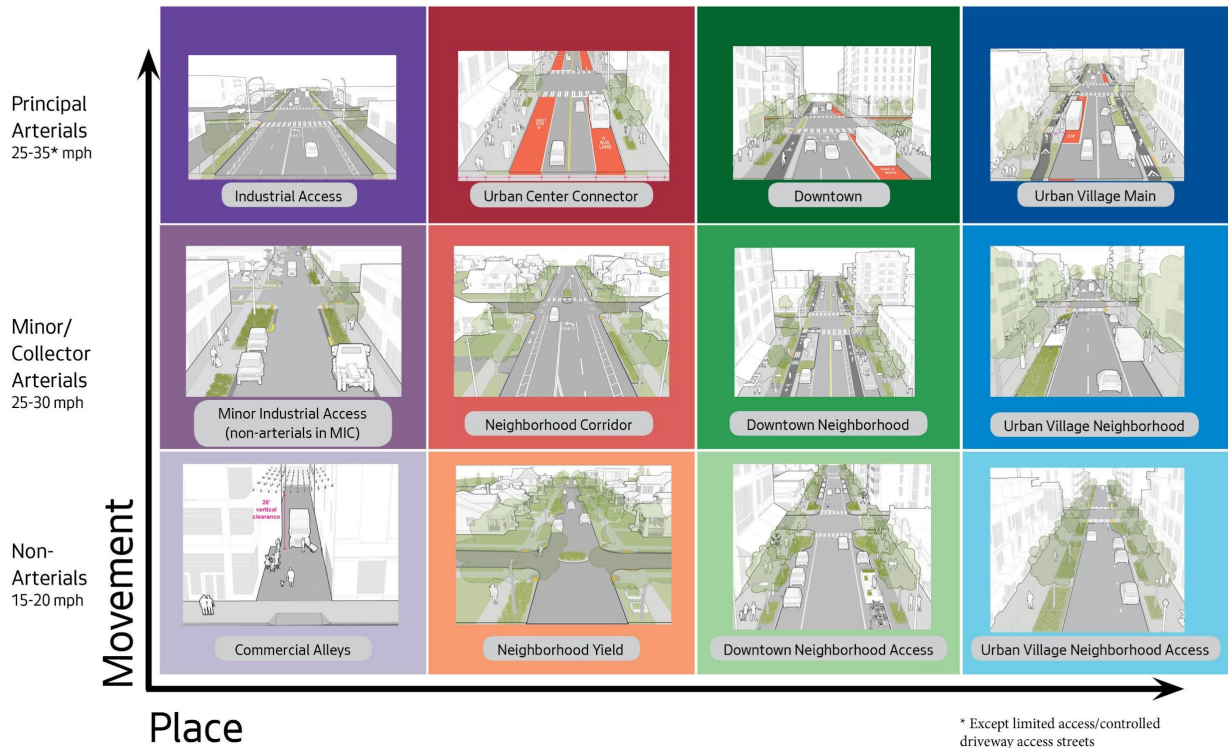 Principal
Arterials
25-35* mph
Industrial Access
Urban Center Connector
Downtown
Urban Village Main
Minor/
Collector
Arterials
25-30 mph
Minor Industrial Access
(non-arterials in MIC)
Neighborhood Corridor
Downtown Neighborhood
Urban Village Neighborhood
Non-
Arterials
15-20 mph
26'
vertical
clearance
Commercial Alleys
Neighborhood Yield
Downtown Neighborhood Access
Urban Village Neighborhood Access
Movement
Place
* Except limited access/controlled
driveway access streets